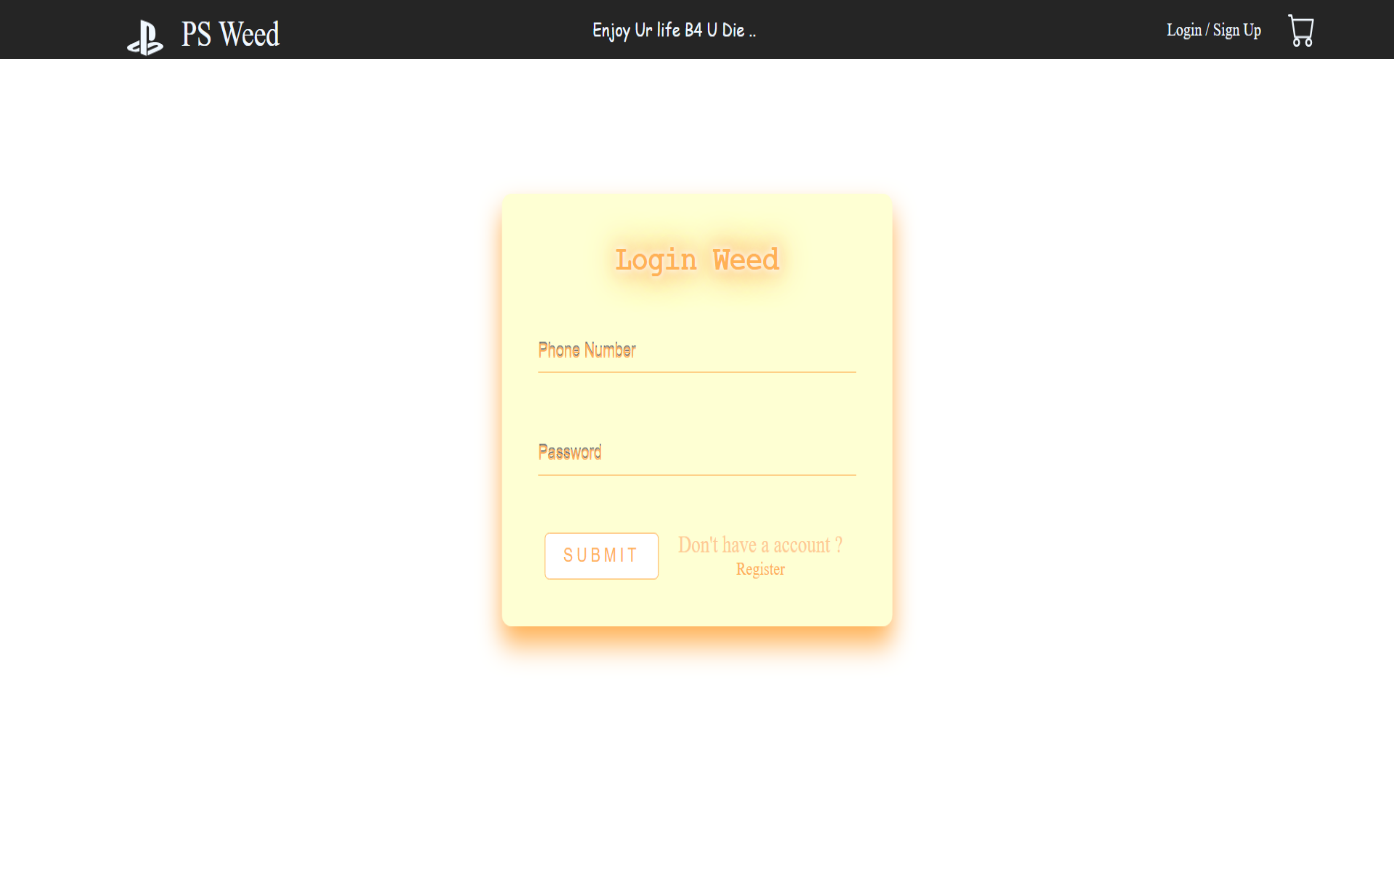 PS Weed
Enjoy Ur life B4 U Die ..
Login / Sign Up
Login Weed
Phone Number
Password
SUBMIT
Don't have a account ?
Register